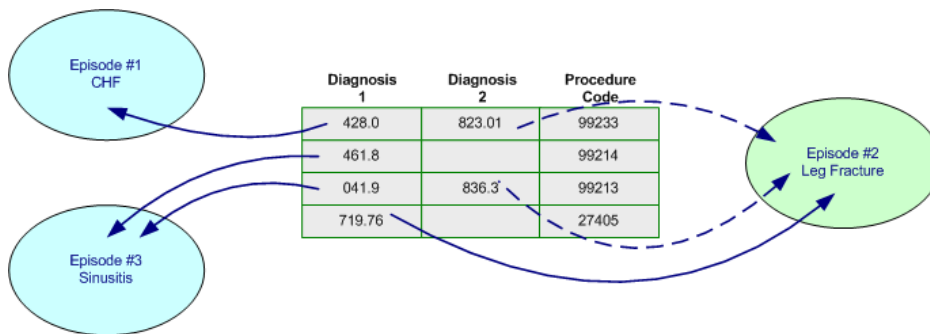 Episode #1
CHF
Diagnosis 1
Diagnosis 2
Procedure Code
428.0 823.01 99233
461.8 99214
041.9 836.3 99213
719.76 27405
Episode #2
Leg Fracture
Episode #3
Sinusitis